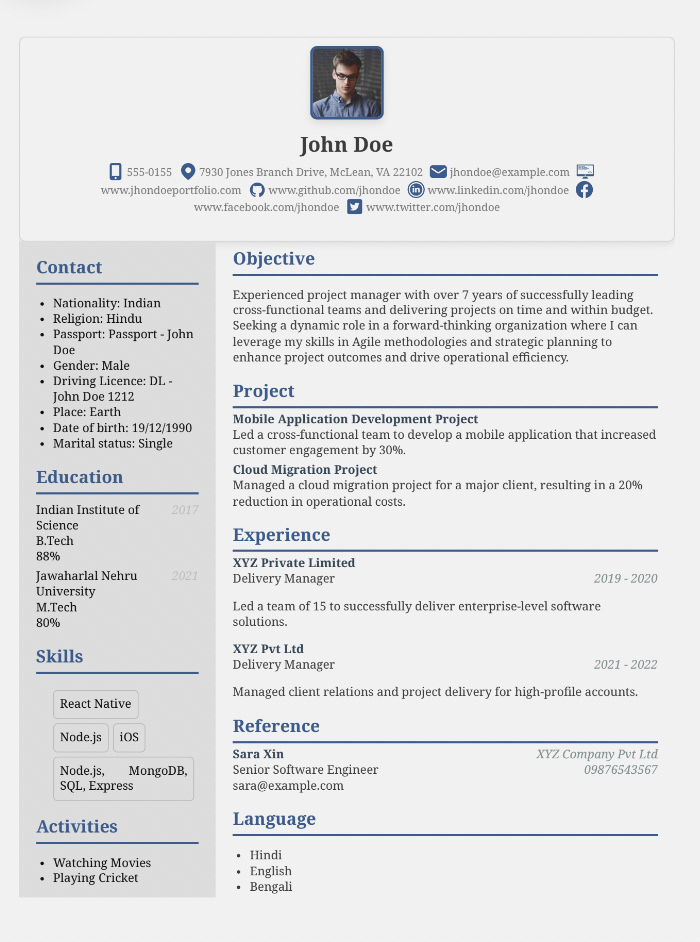 John Doe
555-0155 7930 Jones Branch Drive, McLean, VA 22102 jhondoe@example.com
www.jhondoeportfolio.com www.github.com/jhondoe www.linkedin.com/jhondoe
www.facebook.com/jhondoe www.twitter.com/jhondoe
Contact
• Nationality: Indian
• Religion: Hindu
• Passport: Passport - John
Doe
• Gender: Male
• Driving Licence: DL -
John Doe 1212
• Place: Earth
• Date of birth: 19/12/1990
• Marital status: Single
Education
Indian Institute of 2017
Science
B.Tech
88%
Jawaharlal Nehru 2021
University
M.Tech
80%
Skills
React Native
Node.js iOS
Node.js, MongoDB,
SQL, Express
Activities
• Watching Movies
• Playing Cricket
Objective
Experienced project manager with over 7 years of successfully leading
cross-functional teams and delivering projects on time and within budget.
Seeking a dynamic role in a forward-thinking organization where I can
leverage my skills in Agile methodologies and strategic planning to
enhance project outcomes and drive operational efficiency.
Project
Mobile Application Development Project
Led a cross-functional team to develop a mobile application that increased
customer engagement by 30%.
Cloud Migration Project
Managed a cloud migration project for a major client, resulting in a 20%
reduction in operational costs.
Experience
XYZ Private Limited
Delivery Manager 2019 - 2020
Led a team of 15 to successfully deliver enterprise-level software
solutions.
XYZ Pvt Ltd
Delivery Manager 2021 - 2022
Managed client relations and project delivery for high-profile accounts.
Reference
Sara Xin XYZ Company Pvt Ltd
Senior Software Engineer 09876543567
sara@example.com
Language
• Hindi
• English
• Bengali